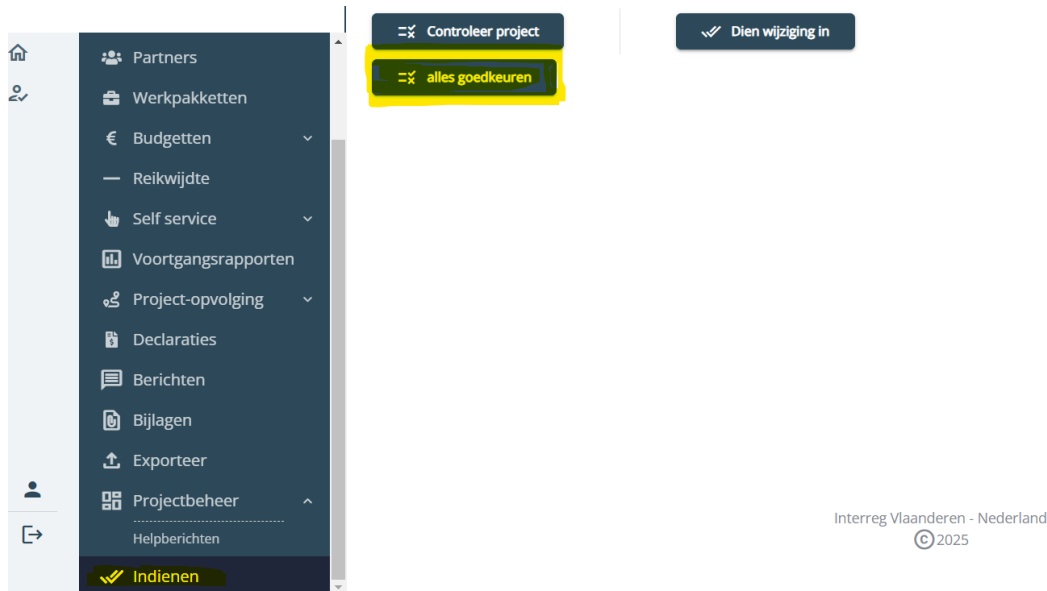 Controleer project
Dien wijziging in
alles goedkeuren
Partners
Werkpakketten
€ Budgetten
Reikwijdte
Self service
Voortgangsrapporten
Project-opvolging
Declaraties
Berichten
Bijlagen
Exporteer
Projectbeheer
Helpberichten
Indienen
Interreg Vlaanderen - Nederland
© 2025